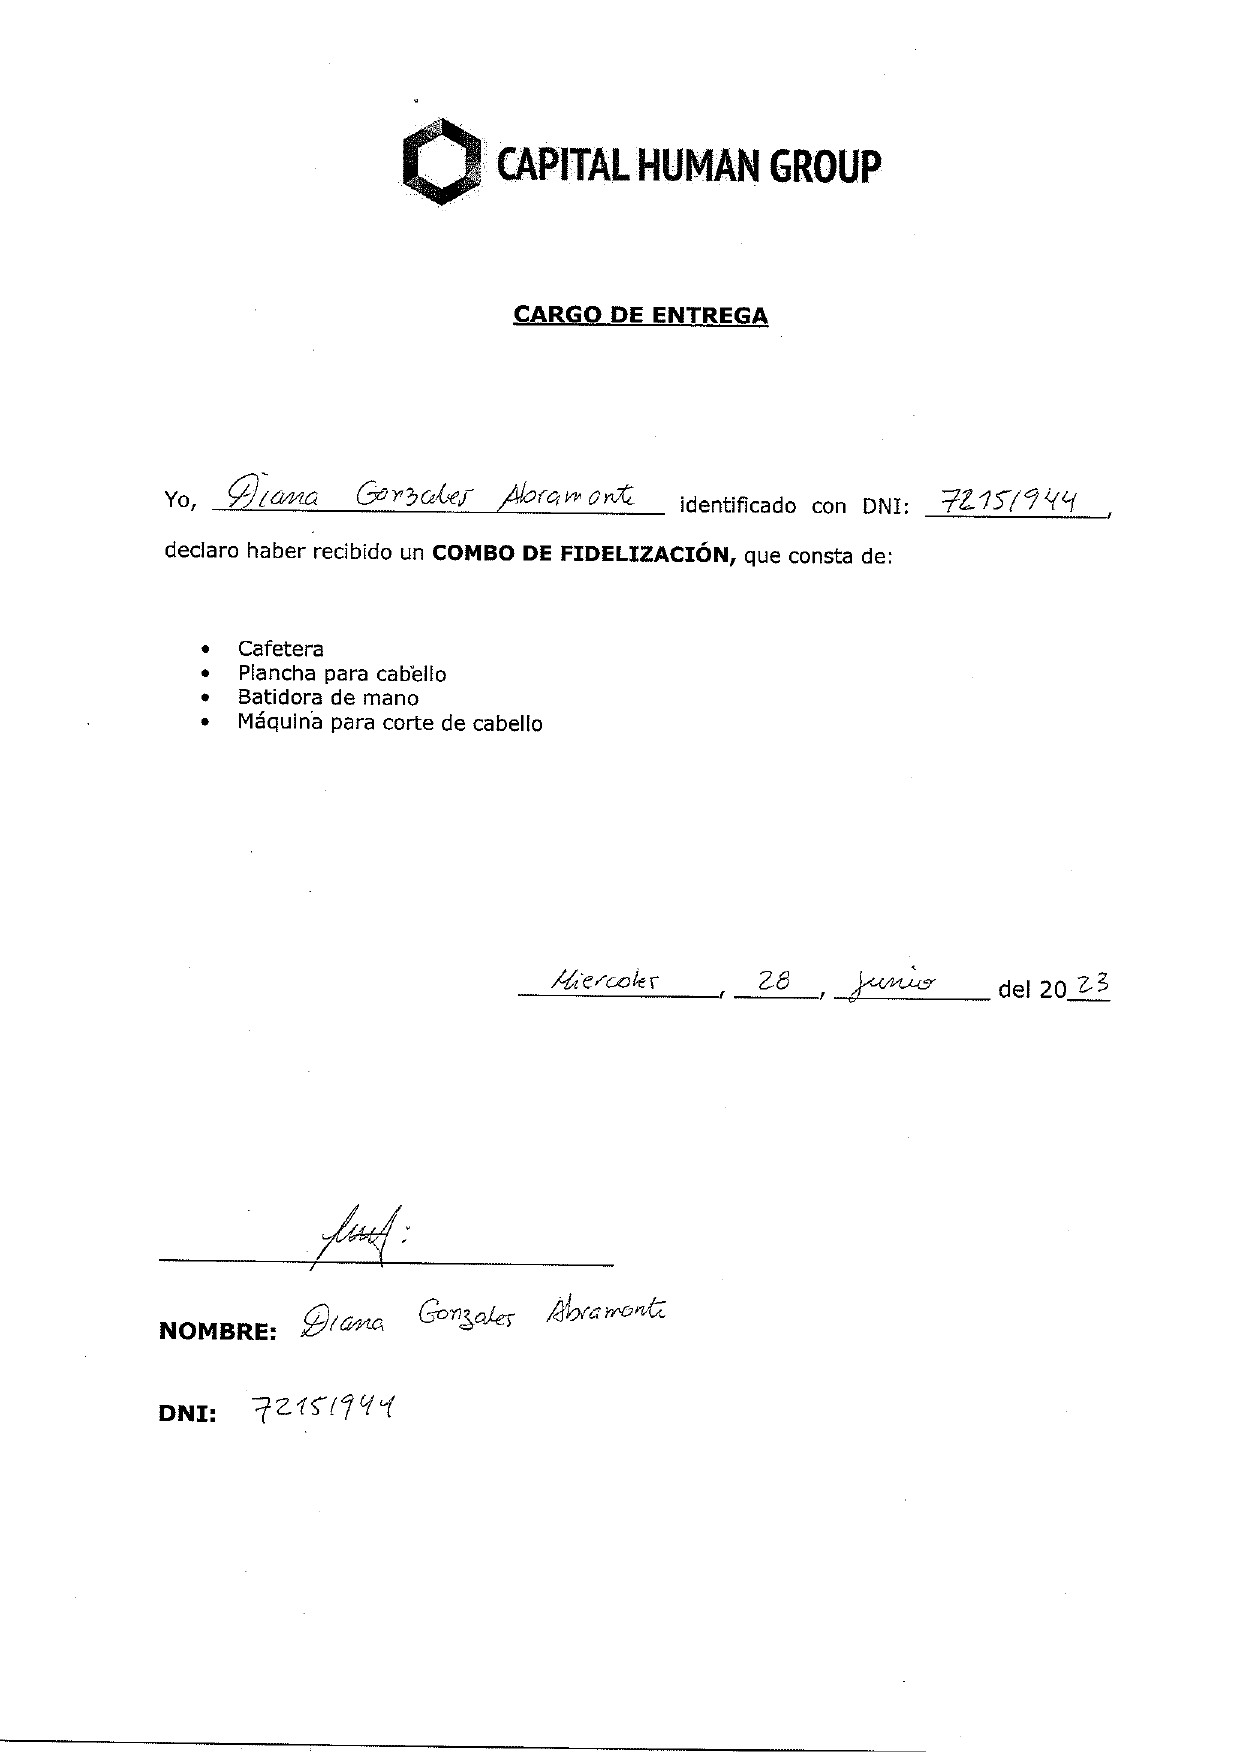 CAPITAL HUMAN GROUP
CARGO DE ENTREGA
Yo, Diana Gonzales Abramonte identificado con DNI: 72151944,
declaro haber recibido un COMBO DE FIDELIZACIÓN, que consta de:
• Cafetera
• Plancha para cabello
• Batidora de mano
• Máquina para corte de cabello
Miercoles, 28, Junio del 2023
NOMBRE: Diana Gonzales Abramonte
DNI: 72151944